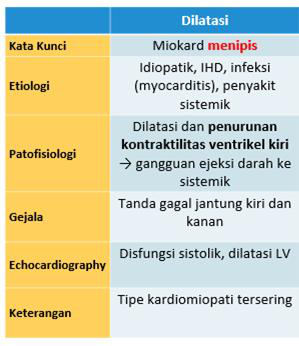 Dilatasi
Kata Kunci
Miokard menipis
Etiologi
Idiopatik, IHD, infeksi
(myocarditis), penyakit
sistemik
Patofisiologi
Dilatasi dan penurunan
kontraktilitas ventrikel kiri
→ gangguan ejeksi darah ke
sistemik
Gejala
Tanda gagal jantung kiri dan
kanan
Echocardiography
Disfungsi sistolik, dilatasi LV
Keterangan
Tipe kardiomiopati tersering